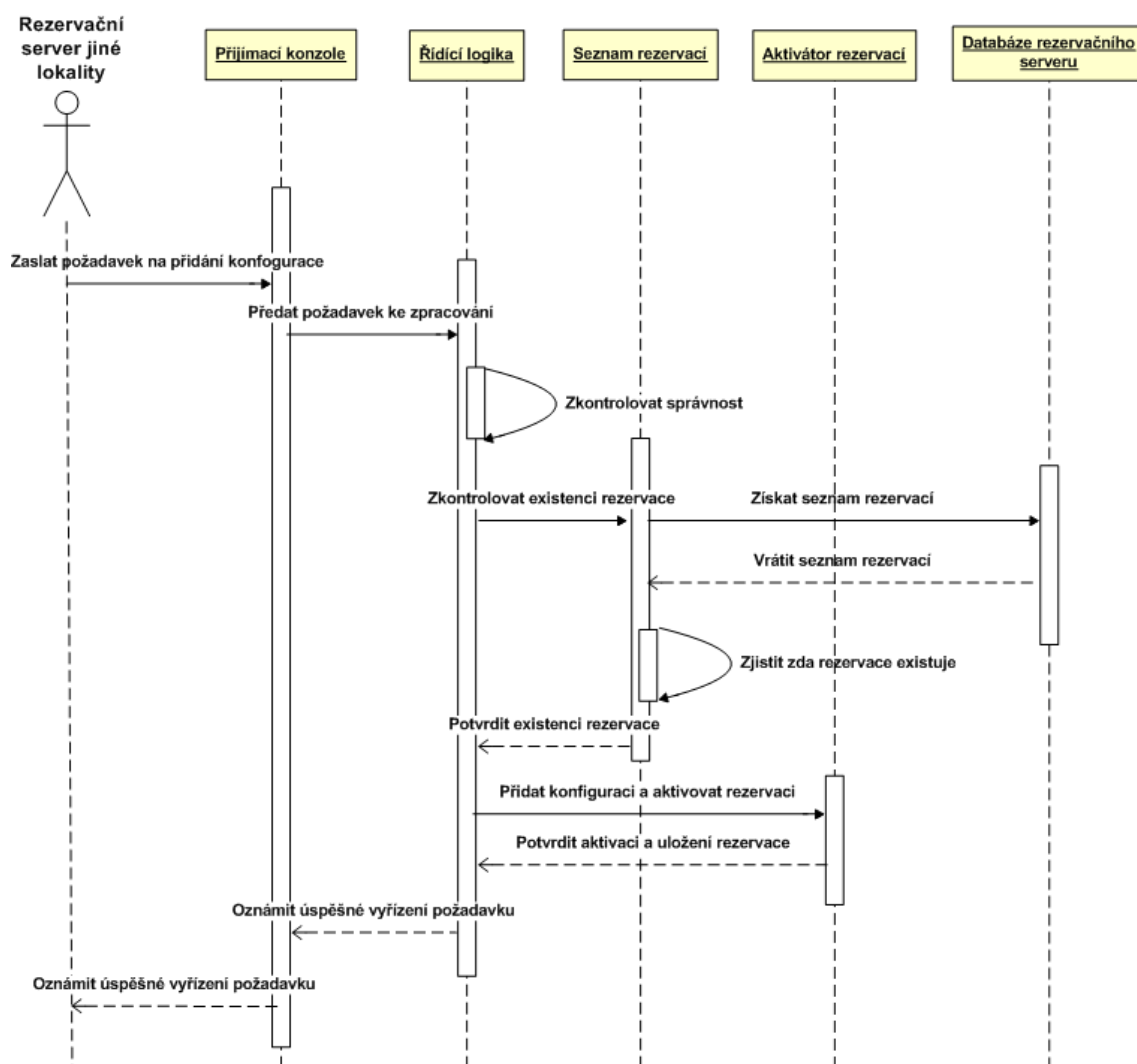 Rezervační
server jiné
lokality
Přijímací konzole
Řídící logika
Seznam rezervací
Aktivátor rezervací
Databáze rezervačního
serveru
Zaslat požadavek na přidání konfogurace
Předat požadavek ke zpracování
Zkontrolovat správnost
Zkontrolovat existenci rezervace
Získat seznam rezervací
Vrátit seznam rezervací
Zjistit zda rezervace existuje
Potvrdit existenci rezervace
Přidat konfiguraci a aktivovat rezervaci
Potvrdit aktivaci a uložení rezervace
Oznámit úspěšné vyřízení požadavku
Oznámit úspěšné vyřízení požadavku